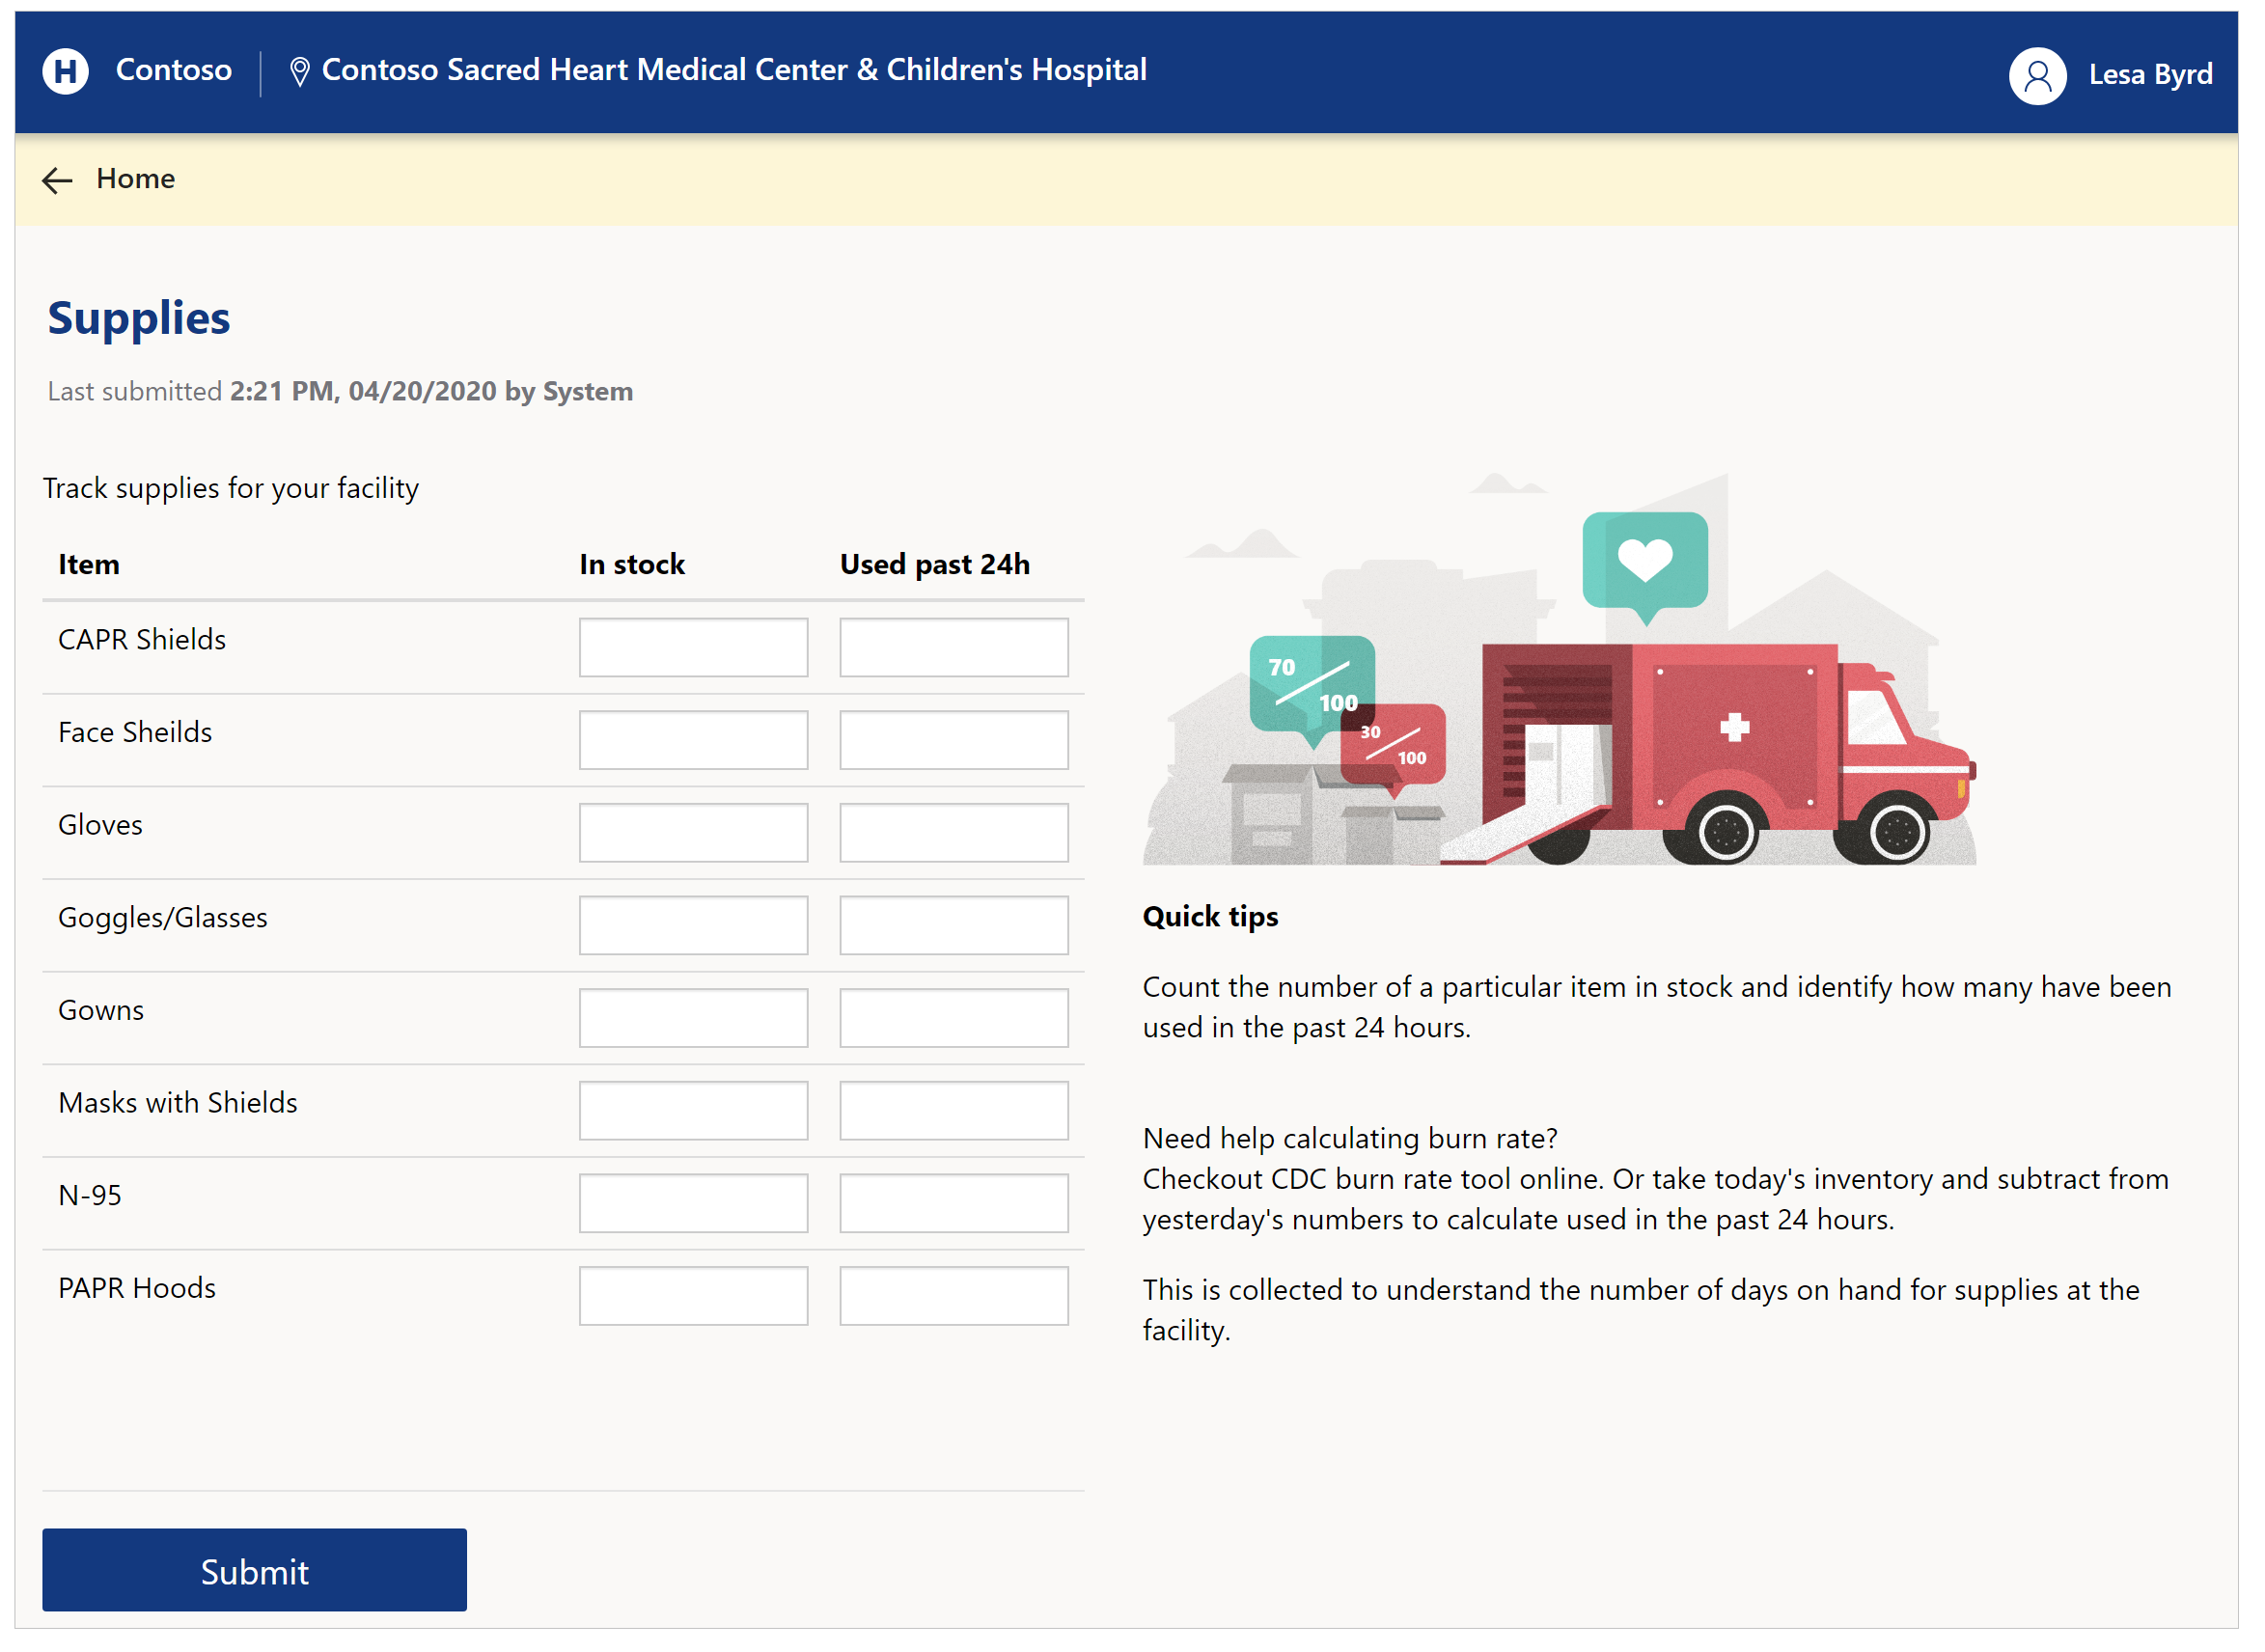 H Contoso Contoso Sacred Heart Medical Center & Children's Hospital Lesa Byrd
Home
Supplies
Last submitted 2:21 PM, 04/20/2020 by System
Track supplies for your facility
Item In stock Used past 24h
CAPR Shields
Face Sheilds
Gloves
Goggles/Glasses
Gowns
Masks with Shields
N-95
PAPR Hoods
Submit
70
100
30
100
Quick tips
Count the number of a particular item in stock and identify how many have been
used in the past 24 hours.
Need help calculating burn rate?
Checkout CDC burn rate tool online. Or take today's inventory and subtract from
yesterday's numbers to calculate used in the past 24 hours.
This is collected to understand the number of days on hand for supplies at the
facility.